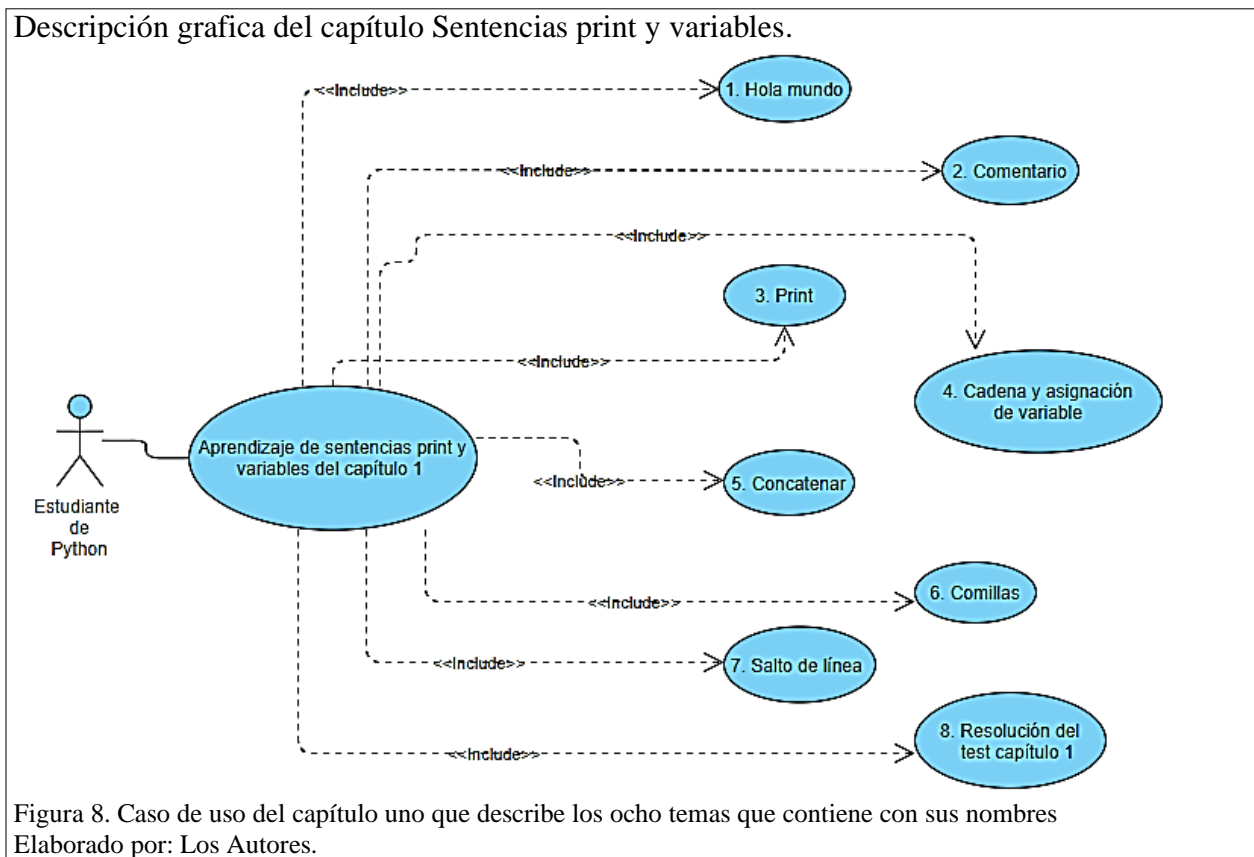 Descripción grafica del capítulo Sentencias print y variables.
<<Include>>
1. Hola mundo
<<Include>>
2. Comentario
<<Include>>
3. Print
<<Include>>
4. Cadena y asignación
de variable
Aprendizaje de sentencias print y
variables del capítulo 1
Estudiante
de
Python
<<Include>>
5. Concatenar
<<Include>>
6. Comillas
<<Include>>
7. Salto de línea
<<Include>>
8. Resolución del
test capítulo 1
Figura 8. Caso de uso del capítulo uno que describe los ocho temas que contiene con sus nombres
Elaborado por: Los Autores.